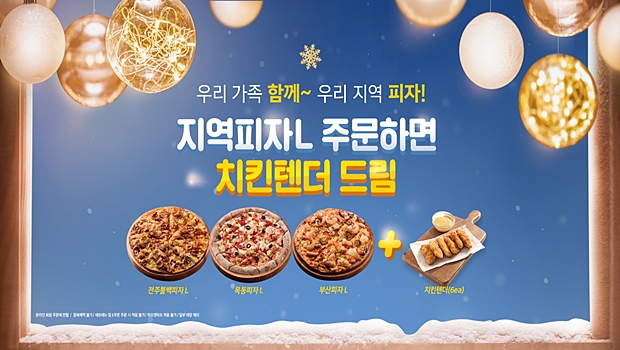 우리 가족 함께~ 우리 지역 피자!
지역피자L 주문하면
치킨텐더 드림
전주불백피자 L
목동피자 L
부산피자 L
치킨텐더(6ea)